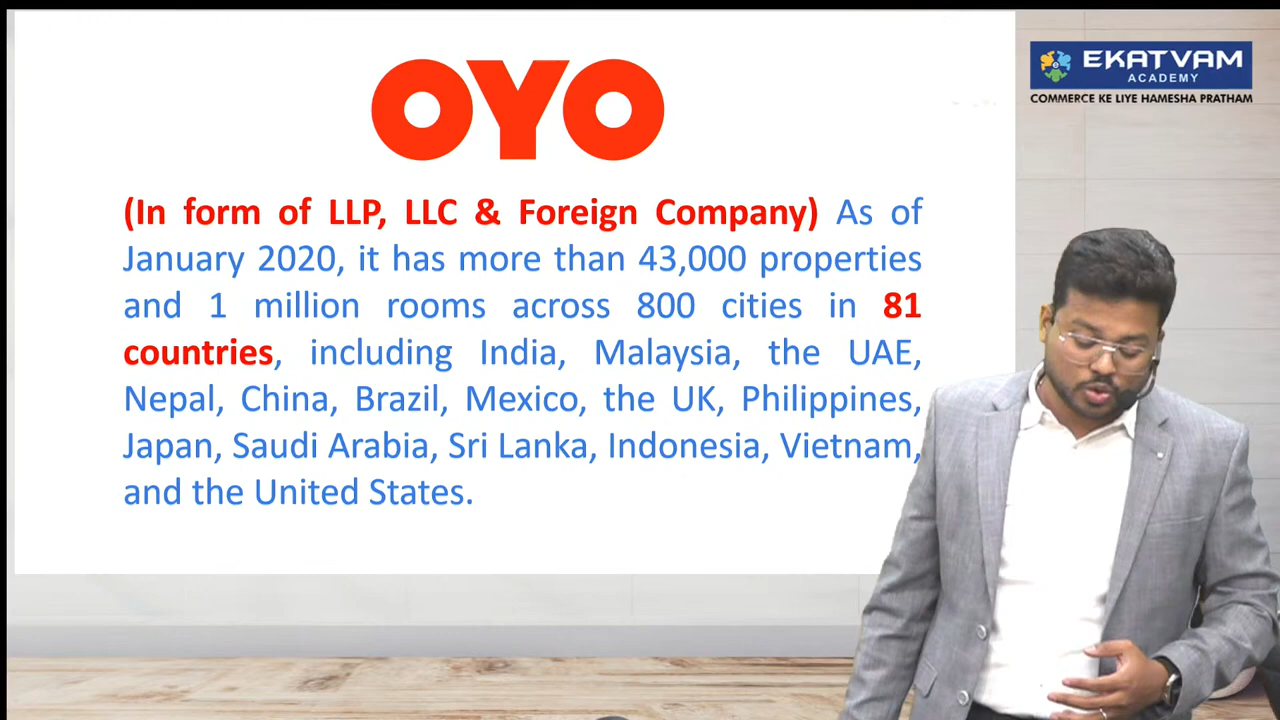 OYO
(In form of LLP, LLC & Foreign Company) As of
January 2020, it has more than 43,000 properties
and 1 million rooms across 800 cities in 81
countries, including India, Malaysia, the UAE,
Nepal, China, Brazil, Mexico, the UK, Philippines,
Japan, Saudi Arabia, Sri Lanka, Indonesia, Vietnam,
and the United States.
EKATVAM
ACADEMY
COMMERCE KE LIYE HAMESHA PRATHAM